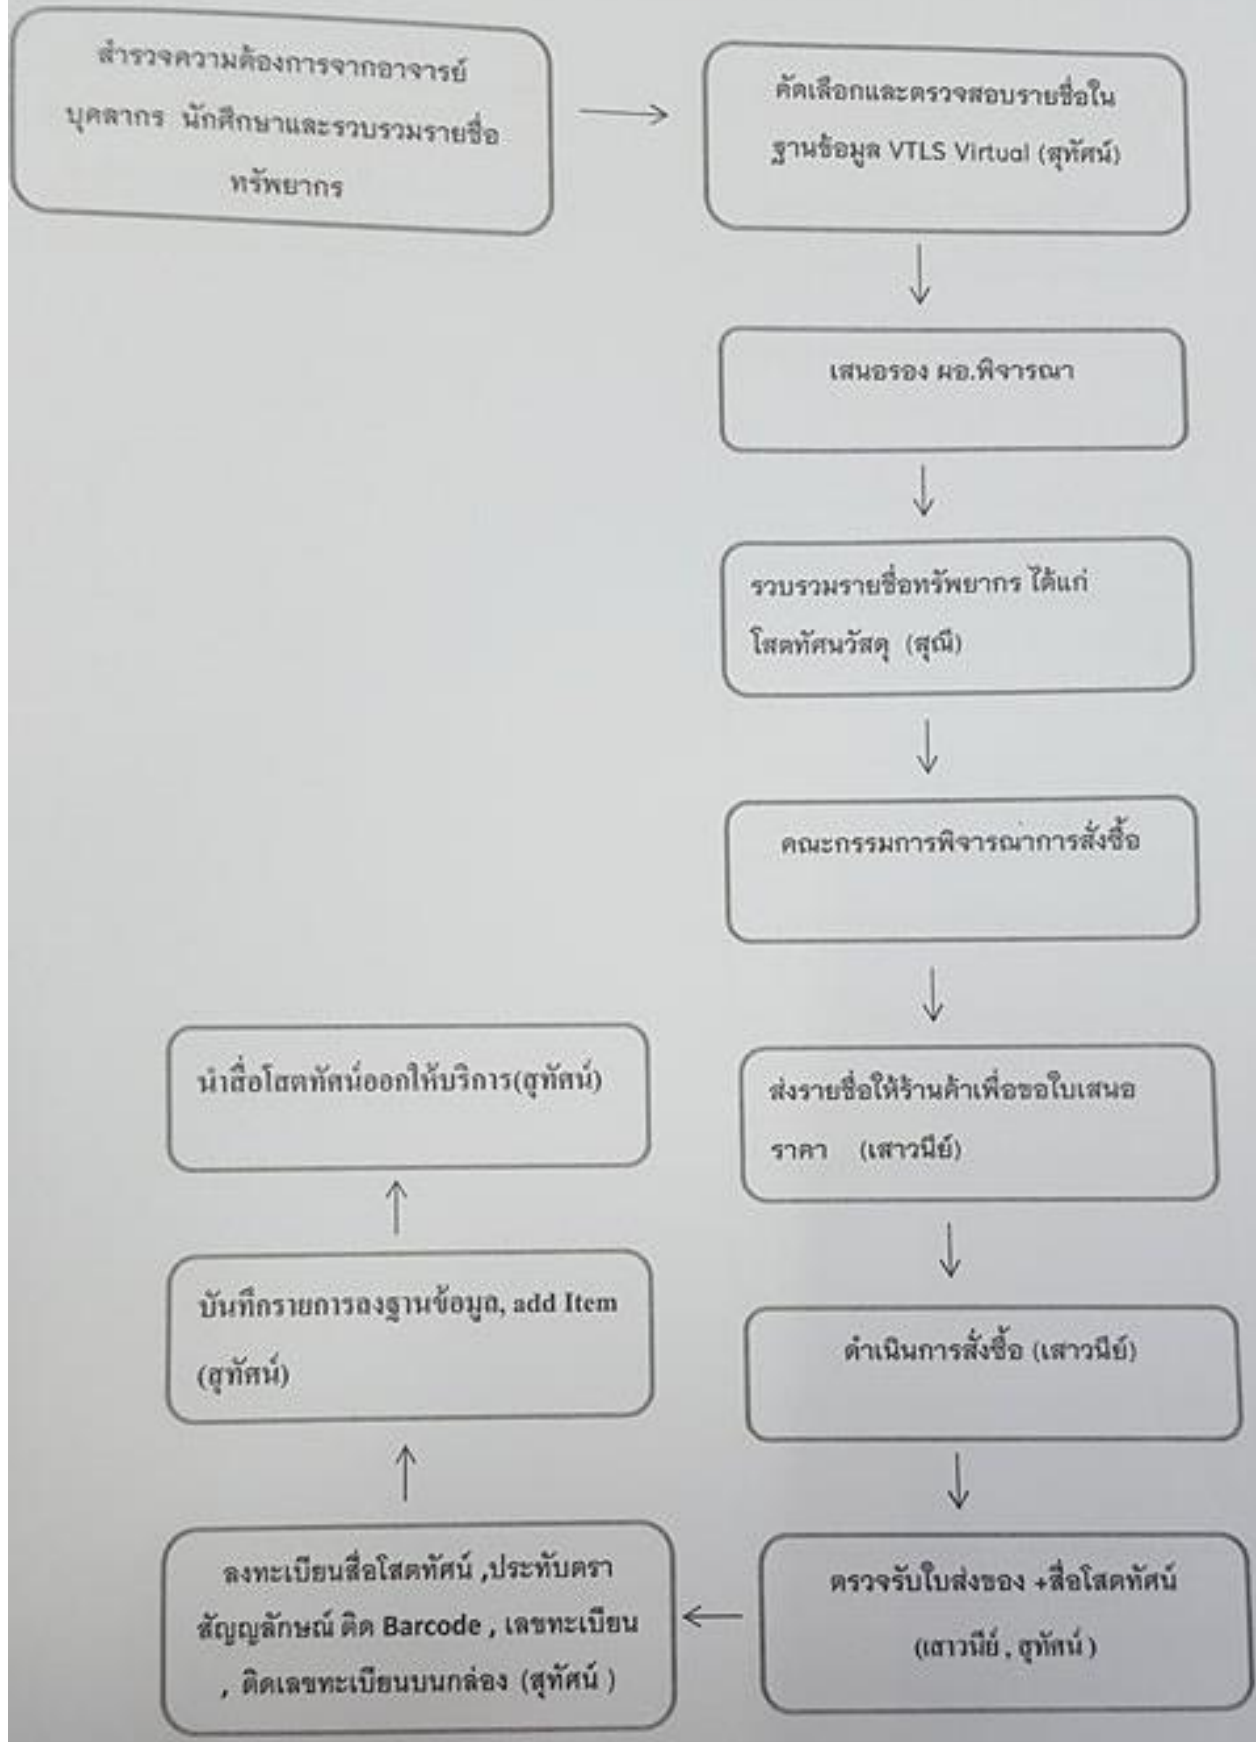 สำรวจความต้องการจากอาจารย์
บุคลากร นักศึกษาและรวบรวมรายชื่อ
ทรัพยากร
คัดเลือกและตรวจสอบรายชื่อใน
ฐานข้อมูล VTLS Virtual (สุทัศน์)
เสนอรอง ผอ.พิจารณา
รวบรวมรายชื่อทรัพยากร ได้แก่
โสตทัศนวัสดุ (สุณี)
คณะกรรมการพิจารณาการสั่งซื้อ
ส่งรายชื่อให้ร้านค้าเพื่อขอใบเสนอ
ราคา (เสาวนีย์)
ดำเนินการสั่งซื้อ (เสาวนีย์)
ตรวจรับใบส่งของ +สื่อโสตทัศน์
(เสาวนีย์ , สุทัศน์ )
ลงทะเบียนสื่อโสตทัศน์ ,ประทับตรา
สัญญลักษณ์ ติด Barcode , เลขทะเบียน
, ติดเลขทะเบียนบนกล่อง (สุทัศน์ )
บันทึกรายการลงฐานข้อมูล, add Item
(สุทัศน์)
นำสื่อโสตทัศน์ออกให้บริการ(สุทัศน์)